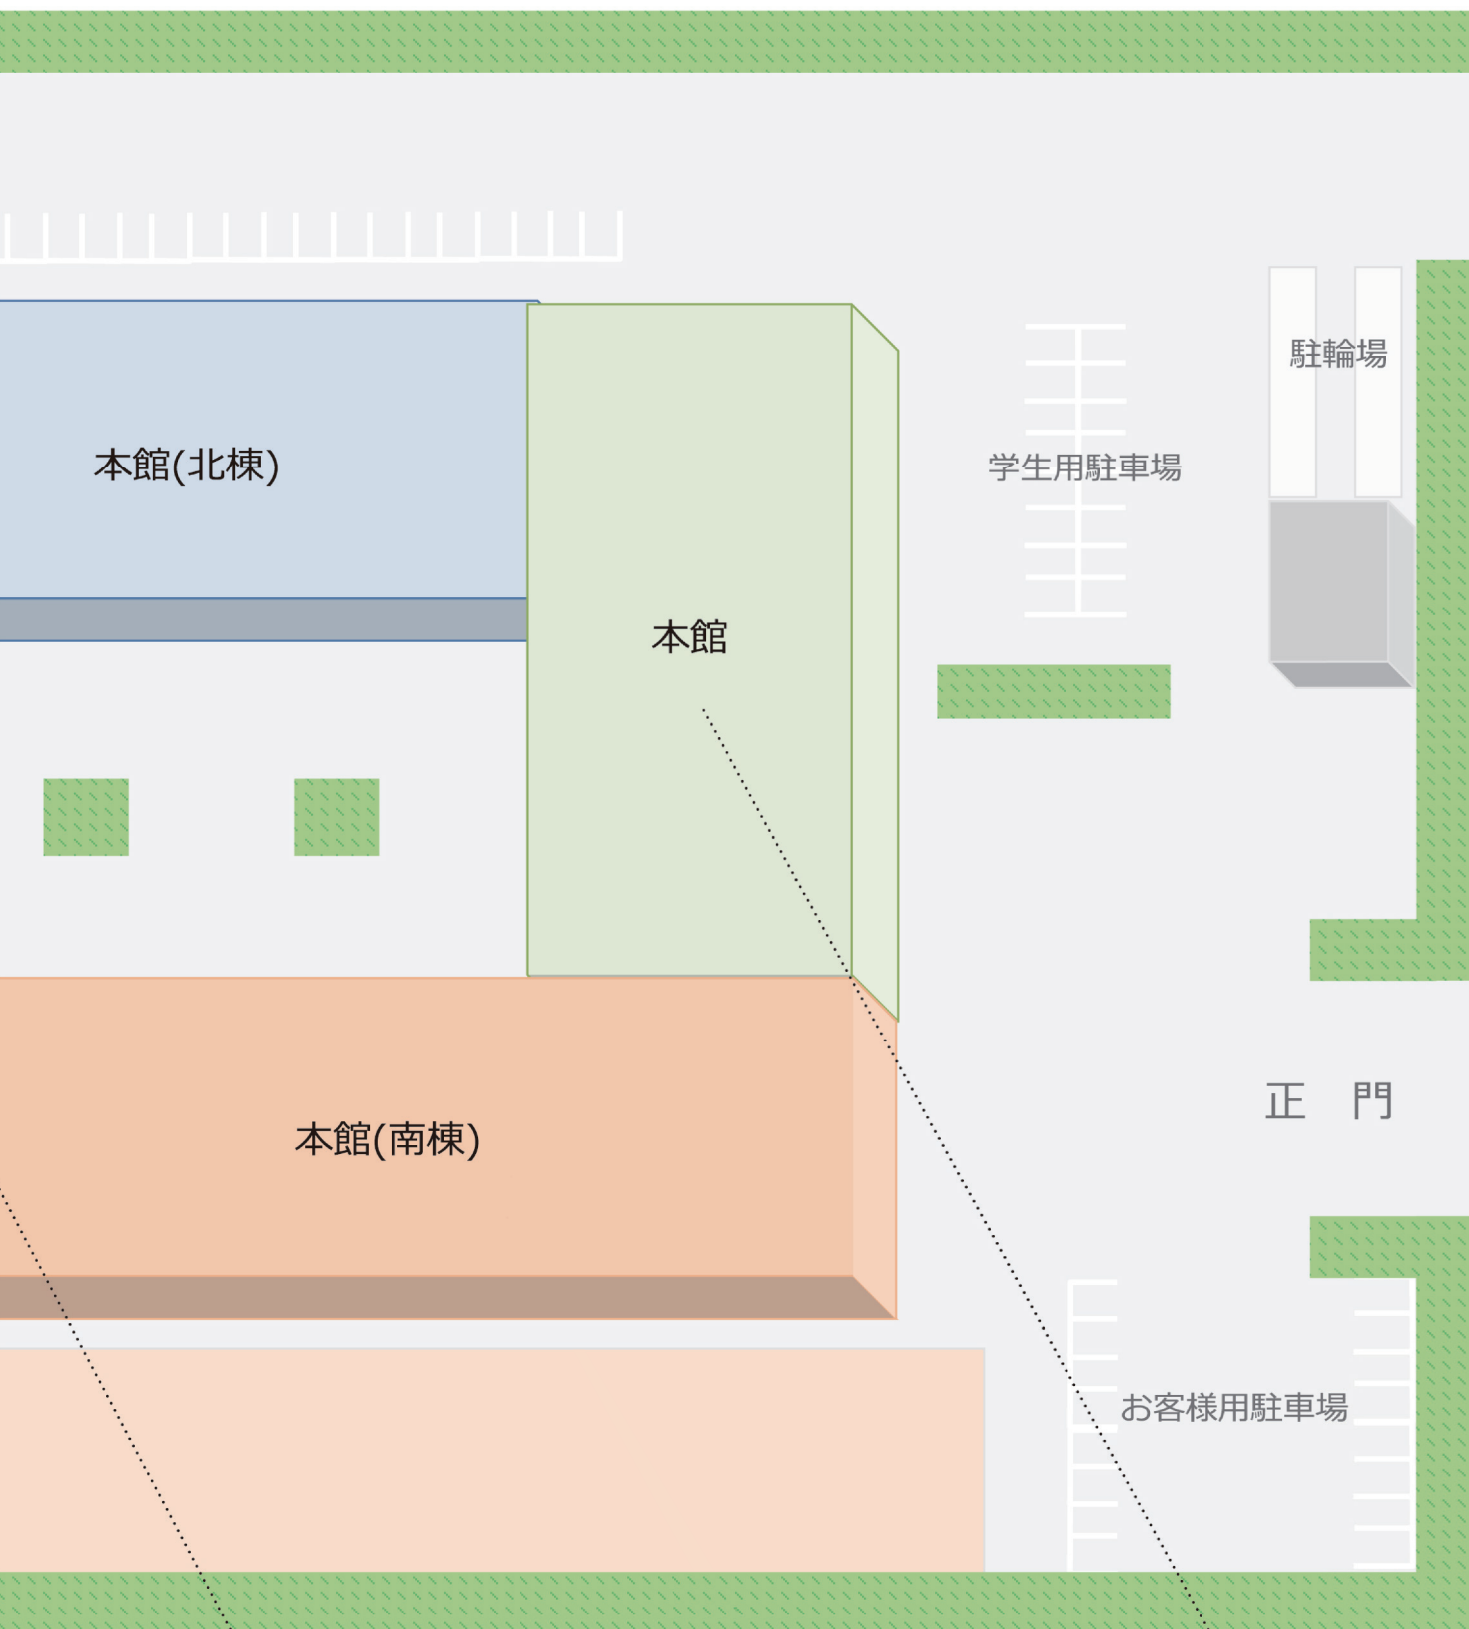 駐輪場
本館(北棟)
学生用駐車場
本館
正　門
本館(南棟)
お客様用駐車場